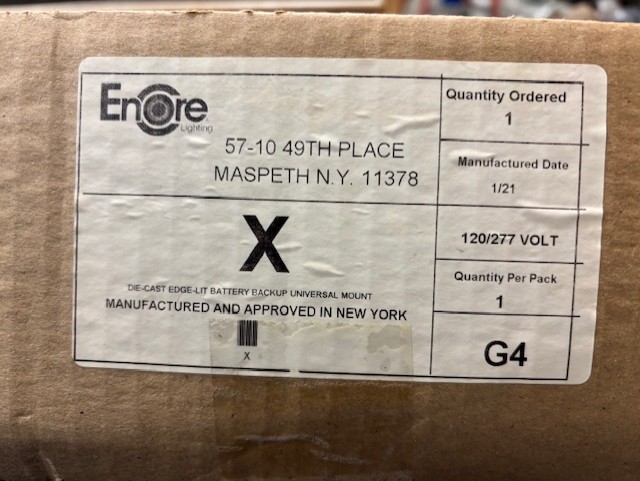 Encore
Lighting
57-10 49TH PLACE
MASPETH N.Y. 11378
X
DIE-CAST EDGE-LIT BATTERY BACKUP UNIVERSAL MOUNT
MANUFACTURED AND APPROVED IN NEW YORK
X
Quantity Ordered
1
Manufactured Date
1/21
120/277 VOLT
Quantity Per Pack
1
G4